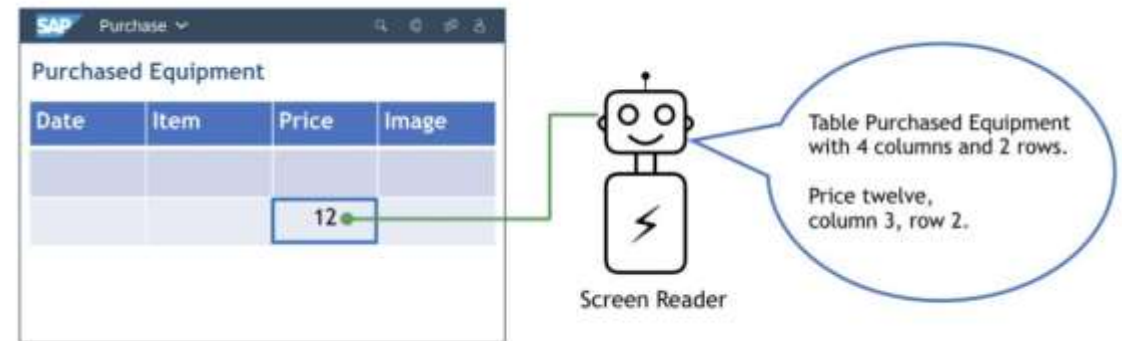 SAP Purchase
Purchased Equipment
Date Item Price Image
12
Table Purchased Equipment
with 4 columns and 2 rows.
Price twelve,
column 3, row 2.
Screen Reader